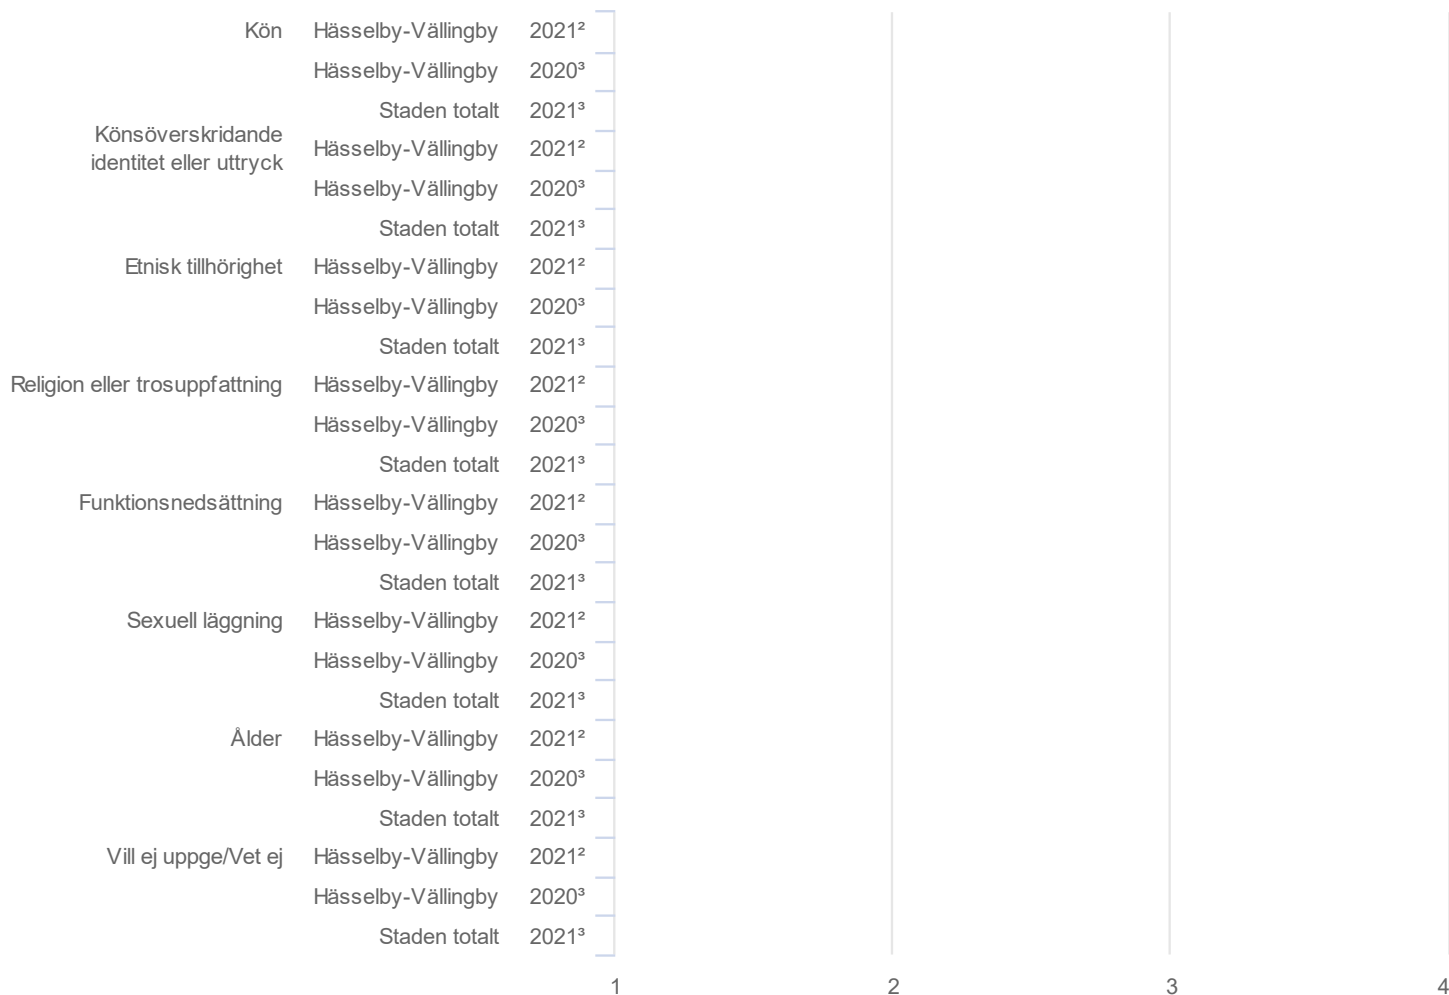 Kön Hässelby-Vällingby 2021²
Hässelby-Vällingby 2020³
Staden totalt 2021³
Könsöverskridande
identitet eller uttryck Hässelby-Vällingby 2021²
Hässelby-Vällingby 2020³
Staden totalt 2021³
Etnisk tillhörighet Hässelby-Vällingby 2021²
Hässelby-Vällingby 2020³
Staden totalt 2021³
Religion eller trosuppfattning Hässelby-Vällingby 2021²
Hässelby-Vällingby 2020³
Staden totalt 2021³
Funktionsnedsättning Hässelby-Vällingby 2021²
Hässelby-Vällingby 2020³
Staden totalt 2021³
Sexuell läggning Hässelby-Vällingby 2021²
Hässelby-Vällingby 2020³
Staden totalt 2021³
Ålder Hässelby-Vällingby 2021²
Hässelby-Vällingby 2020³
Staden totalt 2021³
Vill ej uppge/Vet ej Hässelby-Vällingby 2021²
Hässelby-Vällingby 2020³
Staden totalt 2021³
1 2 3 4